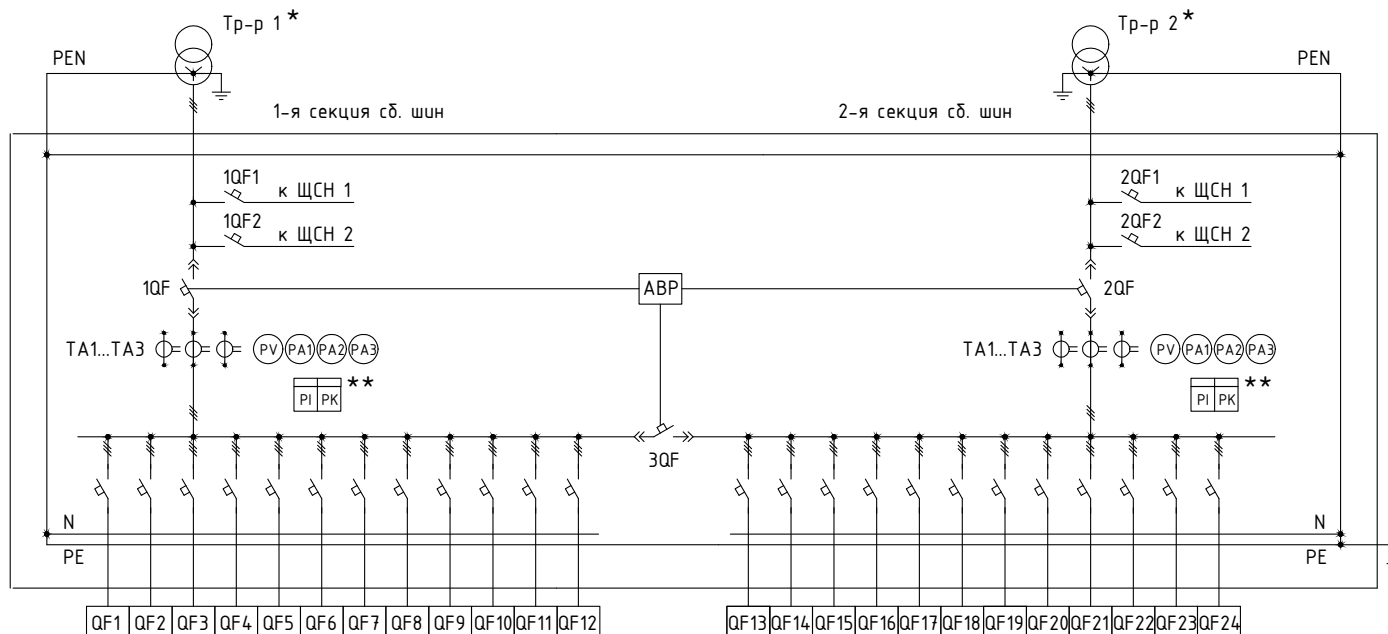 Тр-р 1 *
Тр-р 2 *
PEN
PEN
1-я секция сб. шин
2-я секция сб. шин
1QF1
к ЩСН 1
2QF1
к ЩСН 1
1QF2
к ЩСН 2
2QF2
к ЩСН 2
1QF
АВР
2QF
TA1...TA3
PV
PA1
PA2
PA3
TA1...TA3
PV
PA1
PA2
PA3
PI
PK
**
PI
PK
**
3QF
N
N
PE
PE
QF1
QF2
QF3
QF4
QF5
QF6
QF7
QF8
QF9
QF10
QF11
QF12
QF13
QF14
QF15
QF16
QF17
QF18
QF19
QF20
QF21
QF22
QF23
QF24